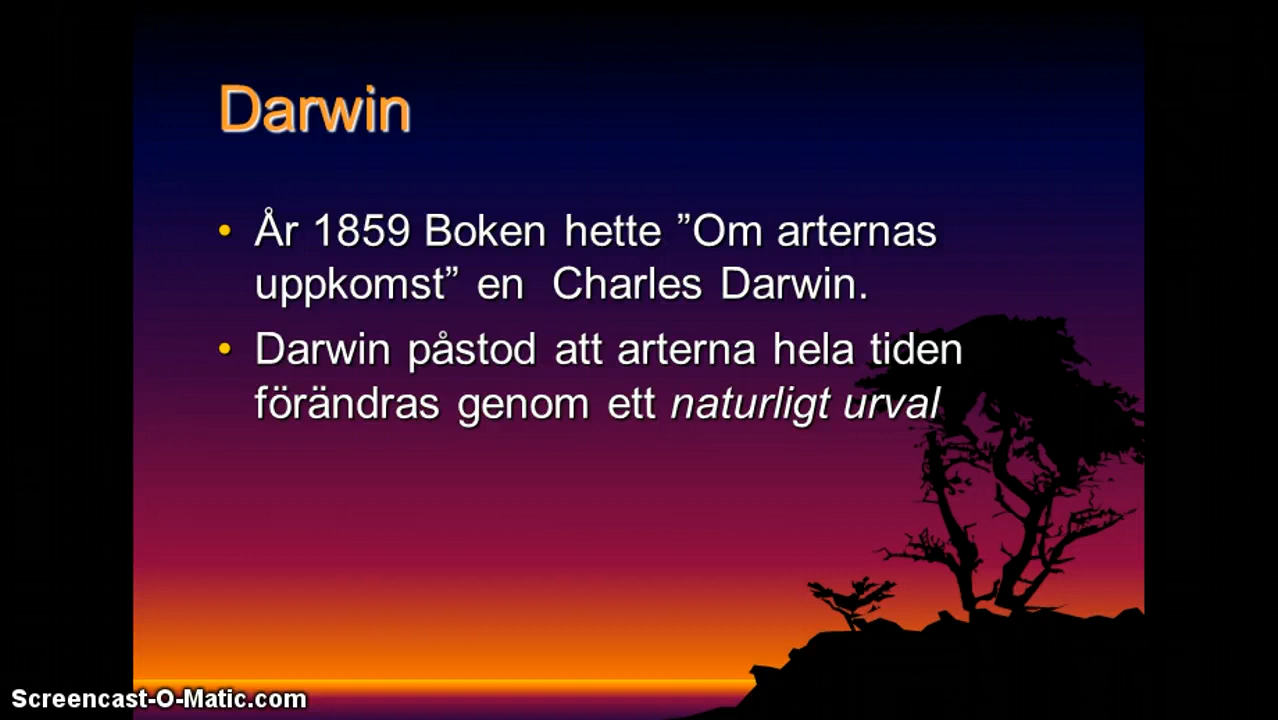 Darwin
• År 1859 Boken hette ”Om arternas
uppkomst” en Charles Darwin.
• Darwin påstod att arterna hela tiden
förändras genom ett naturligt urval
Screencast-O-Matic.com